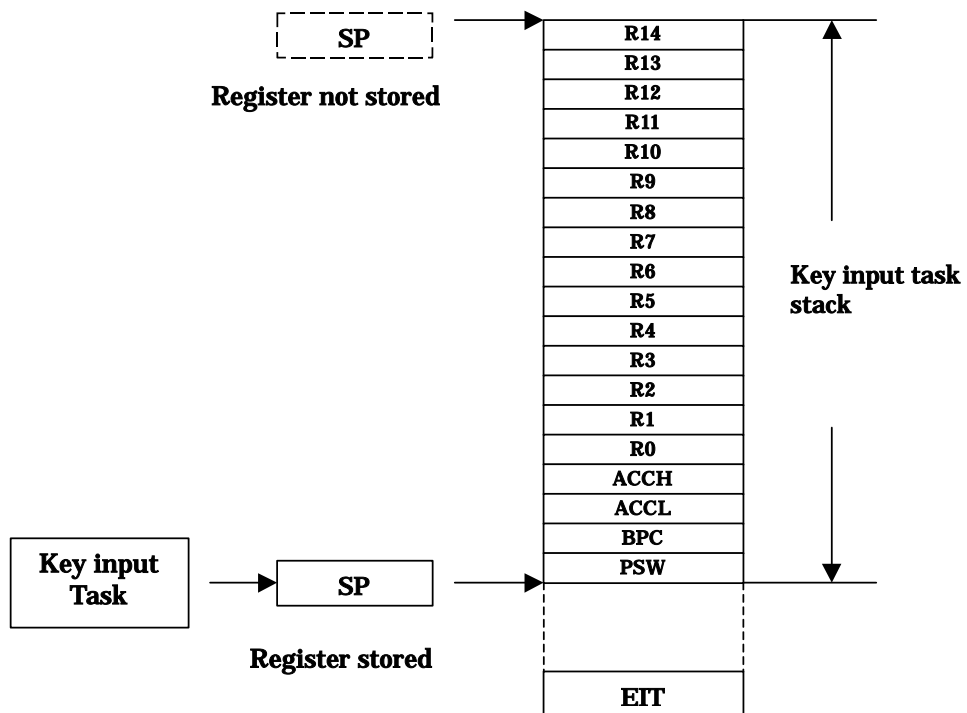 SP
Register not stored
R14
R13
R12
R11
R10
R9
R8
R7
R6
R5
R4
R3
R2
R1
R0
ACCH
ACCL
BPC
PSW
Key input task
stack
Key input
Task
SP
Register stored
EIT